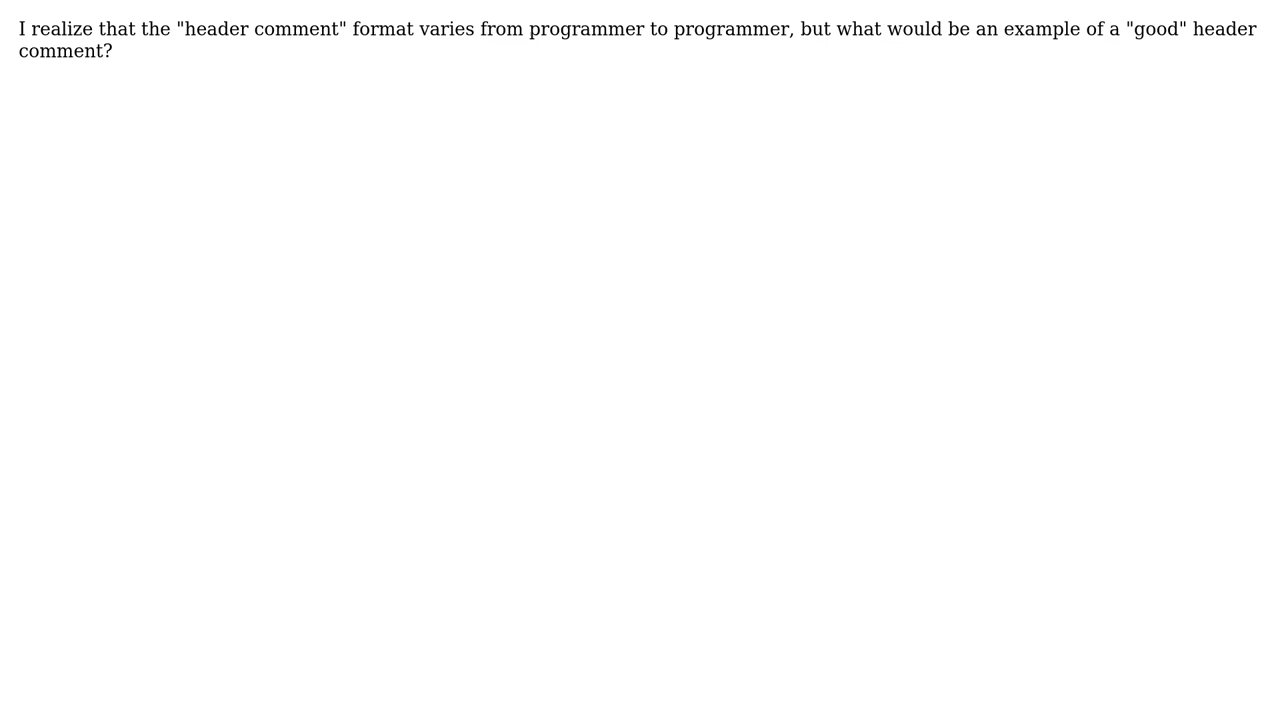 I realize that the "header comment" format varies from programmer to programmer, but what would be an example of a "good" header
comment?